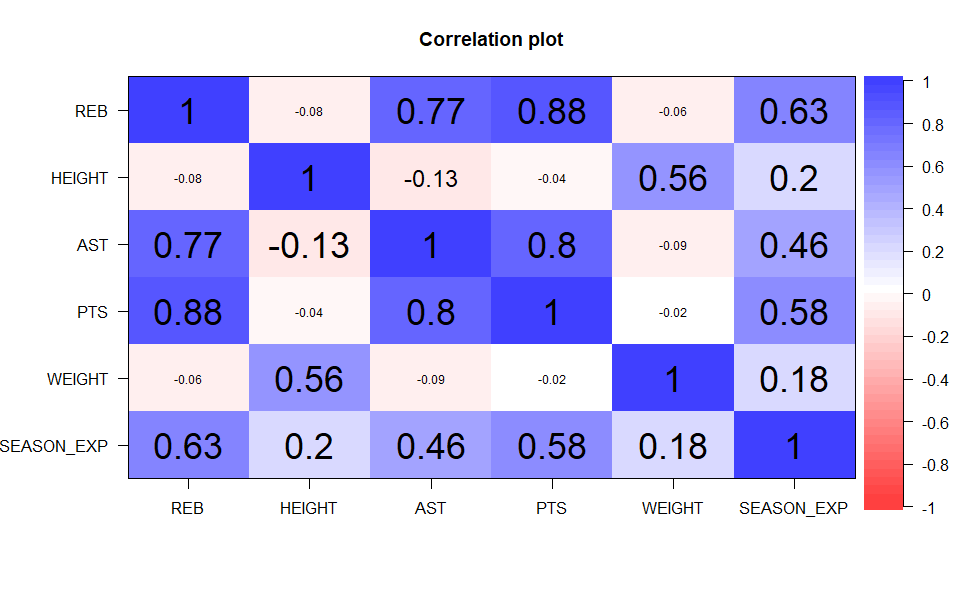 Correlation plot
REB 1 -0.08 0.77 0.88 -0.06 0.63
HEIGHT -0.08 1 -0.13 -0.04 0.56 0.2
AST 0.77 -0.13 1 0.8 -0.09 0.46
PTS 0.88 -0.04 0.8 1 -0.02 0.58
WEIGHT -0.06 0.56 -0.09 -0.02 1 0.18
SEASON_EXP 0.63 0.2 0.46 0.58 0.18 1
REB HEIGHT AST PTS WEIGHT SEASON_EXP
1
0.8
0.6
0.4
0.2
0
-0.2
-0.4
-0.6
-0.8
-1